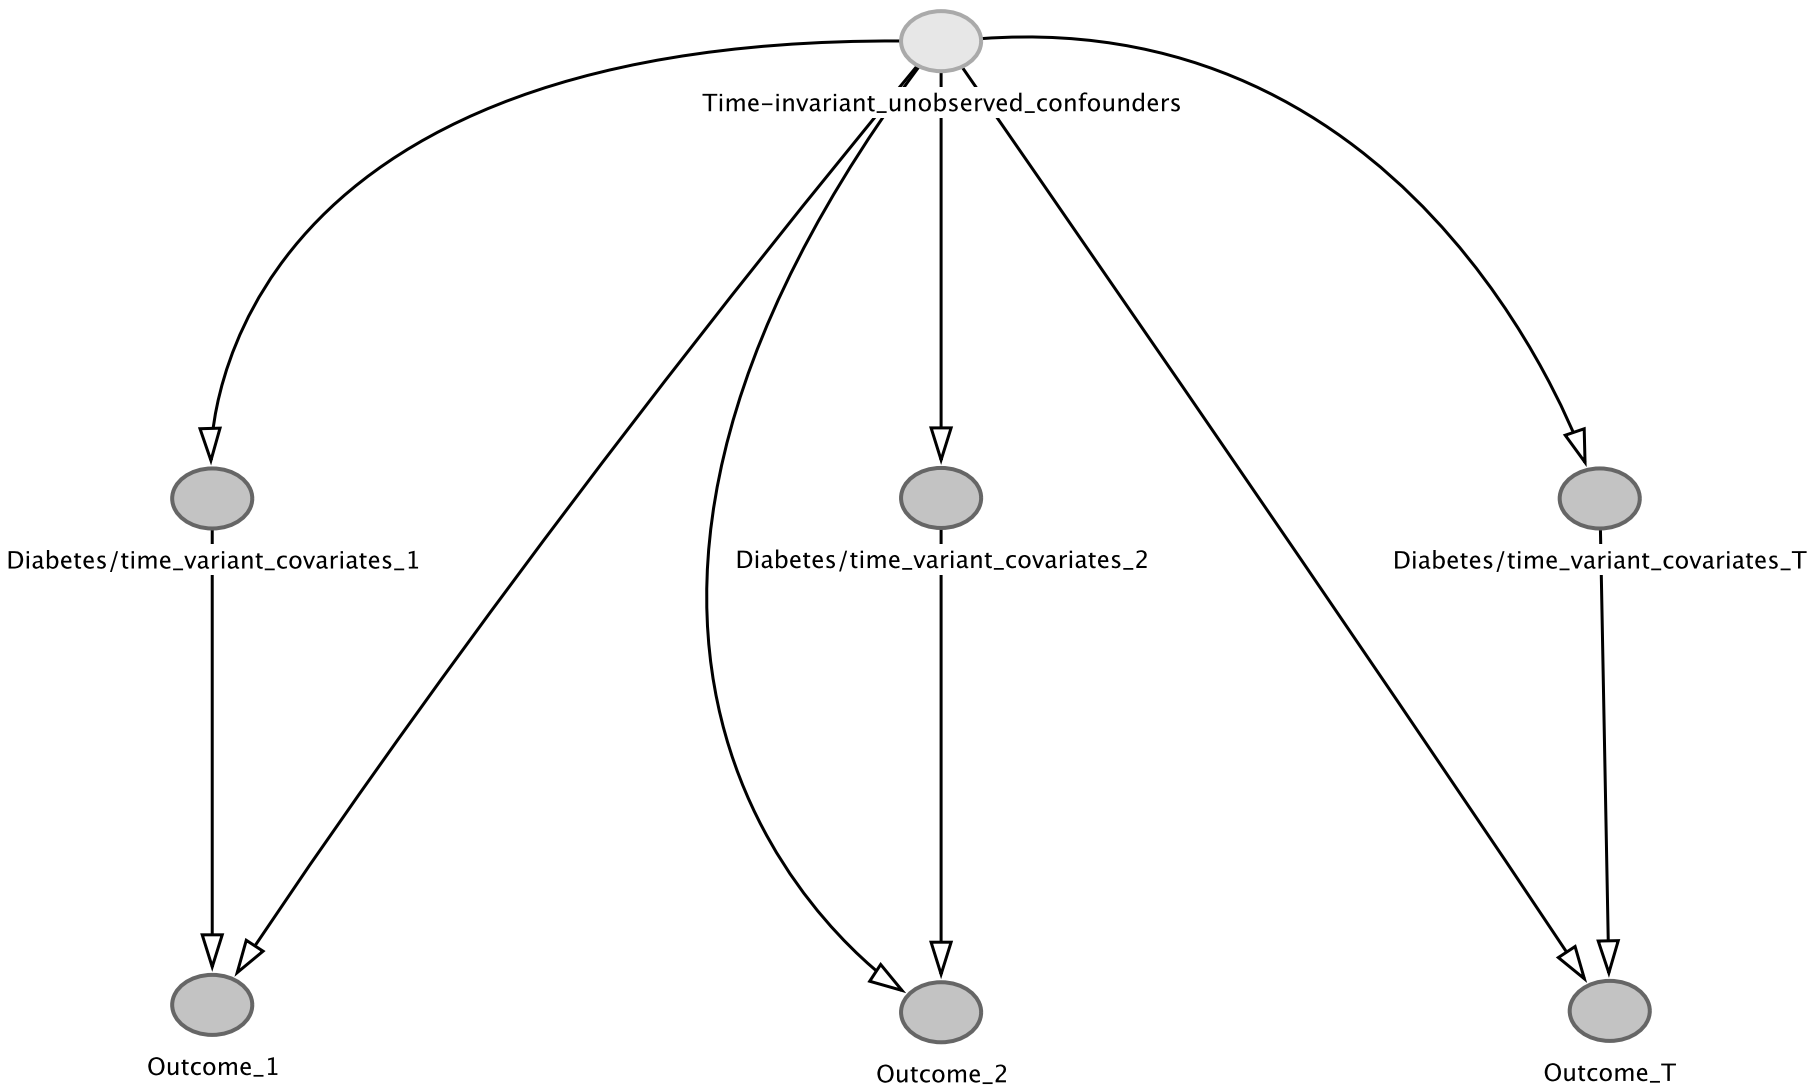 Time-invariant_unobserved_confounders
Diabetes/time_variant_covariates_1
Diabetes/time_variant_covariates_2
Diabetes/time_variant_covariates_T
Outcome_1
Outcome_2
Outcome_T